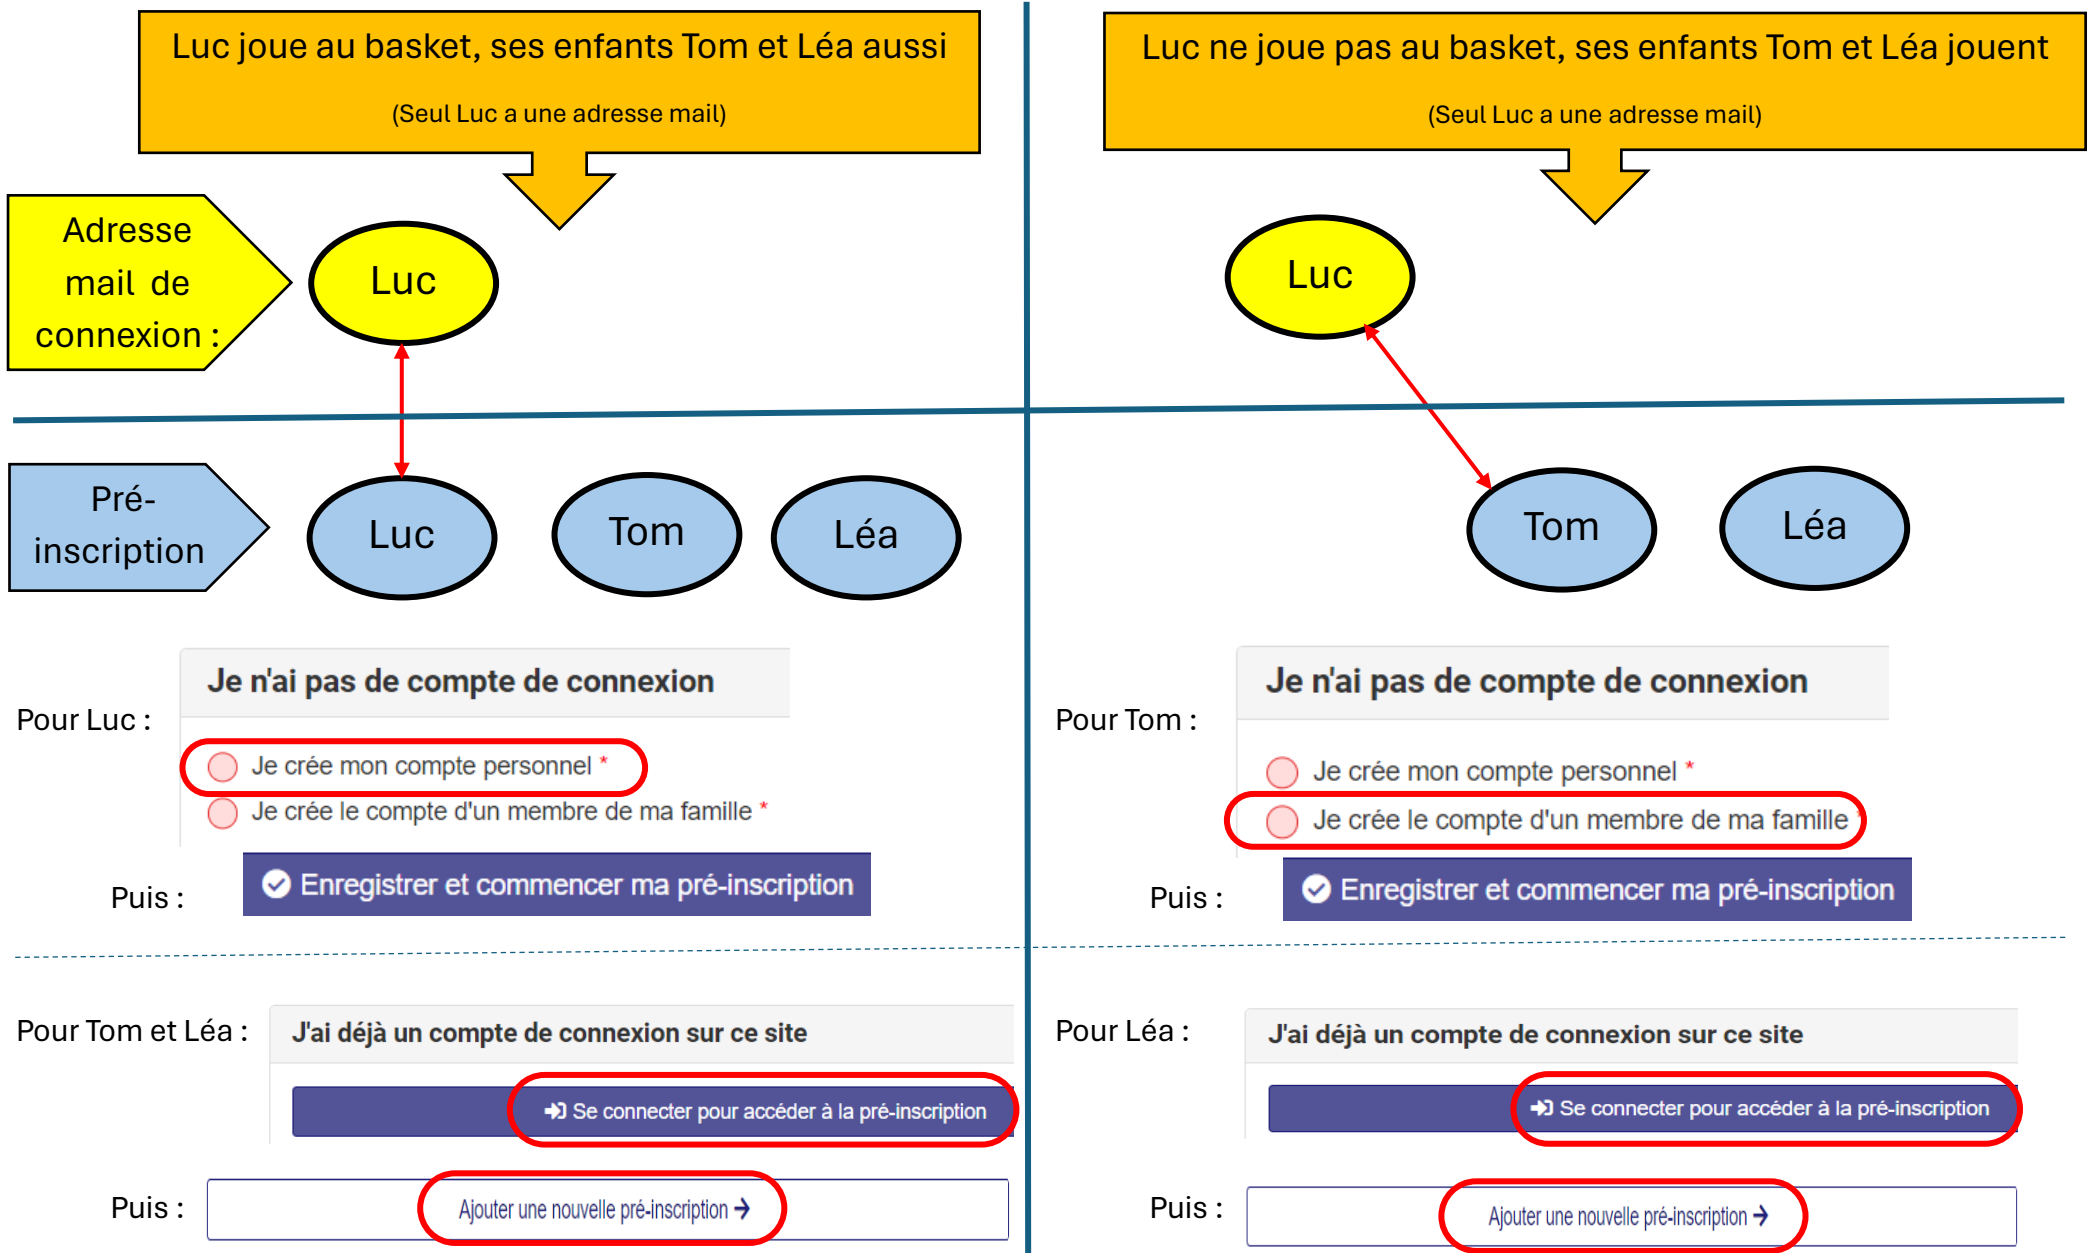 Luc joue au basket, ses enfants Tom et Léa aussi
(Seul Luc a une adresse mail)
Luc ne joue pas au basket, ses enfants Tom et Léa jouent
(Seul Luc a une adresse mail)
Adresse
mail de
connexion :
Luc
Luc
Pré-
inscription
Luc
Tom
Léa
Tom
Léa
Pour Luc :
Je n'ai pas de compte de connexion
Je crée mon compte personnel *
Je crée le compte d'un membre de ma famille *
Puis :
Enregistrer et commencer ma pré-inscription
Pour Tom :
Je n'ai pas de compte de connexion
Je crée mon compte personnel *
Je crée le compte d'un membre de ma famille *
Puis :
Enregistrer et commencer ma pré-inscription
Pour Tom et Léa :
J'ai déjà un compte de connexion sur ce site
Se connecter pour accéder à la pré-inscription
Puis :
Ajouter une nouvelle pré-inscription →
Pour Léa :
J'ai déjà un compte de connexion sur ce site
Se connecter pour accéder à la pré-inscription
Puis :
Ajouter une nouvelle pré-inscription →